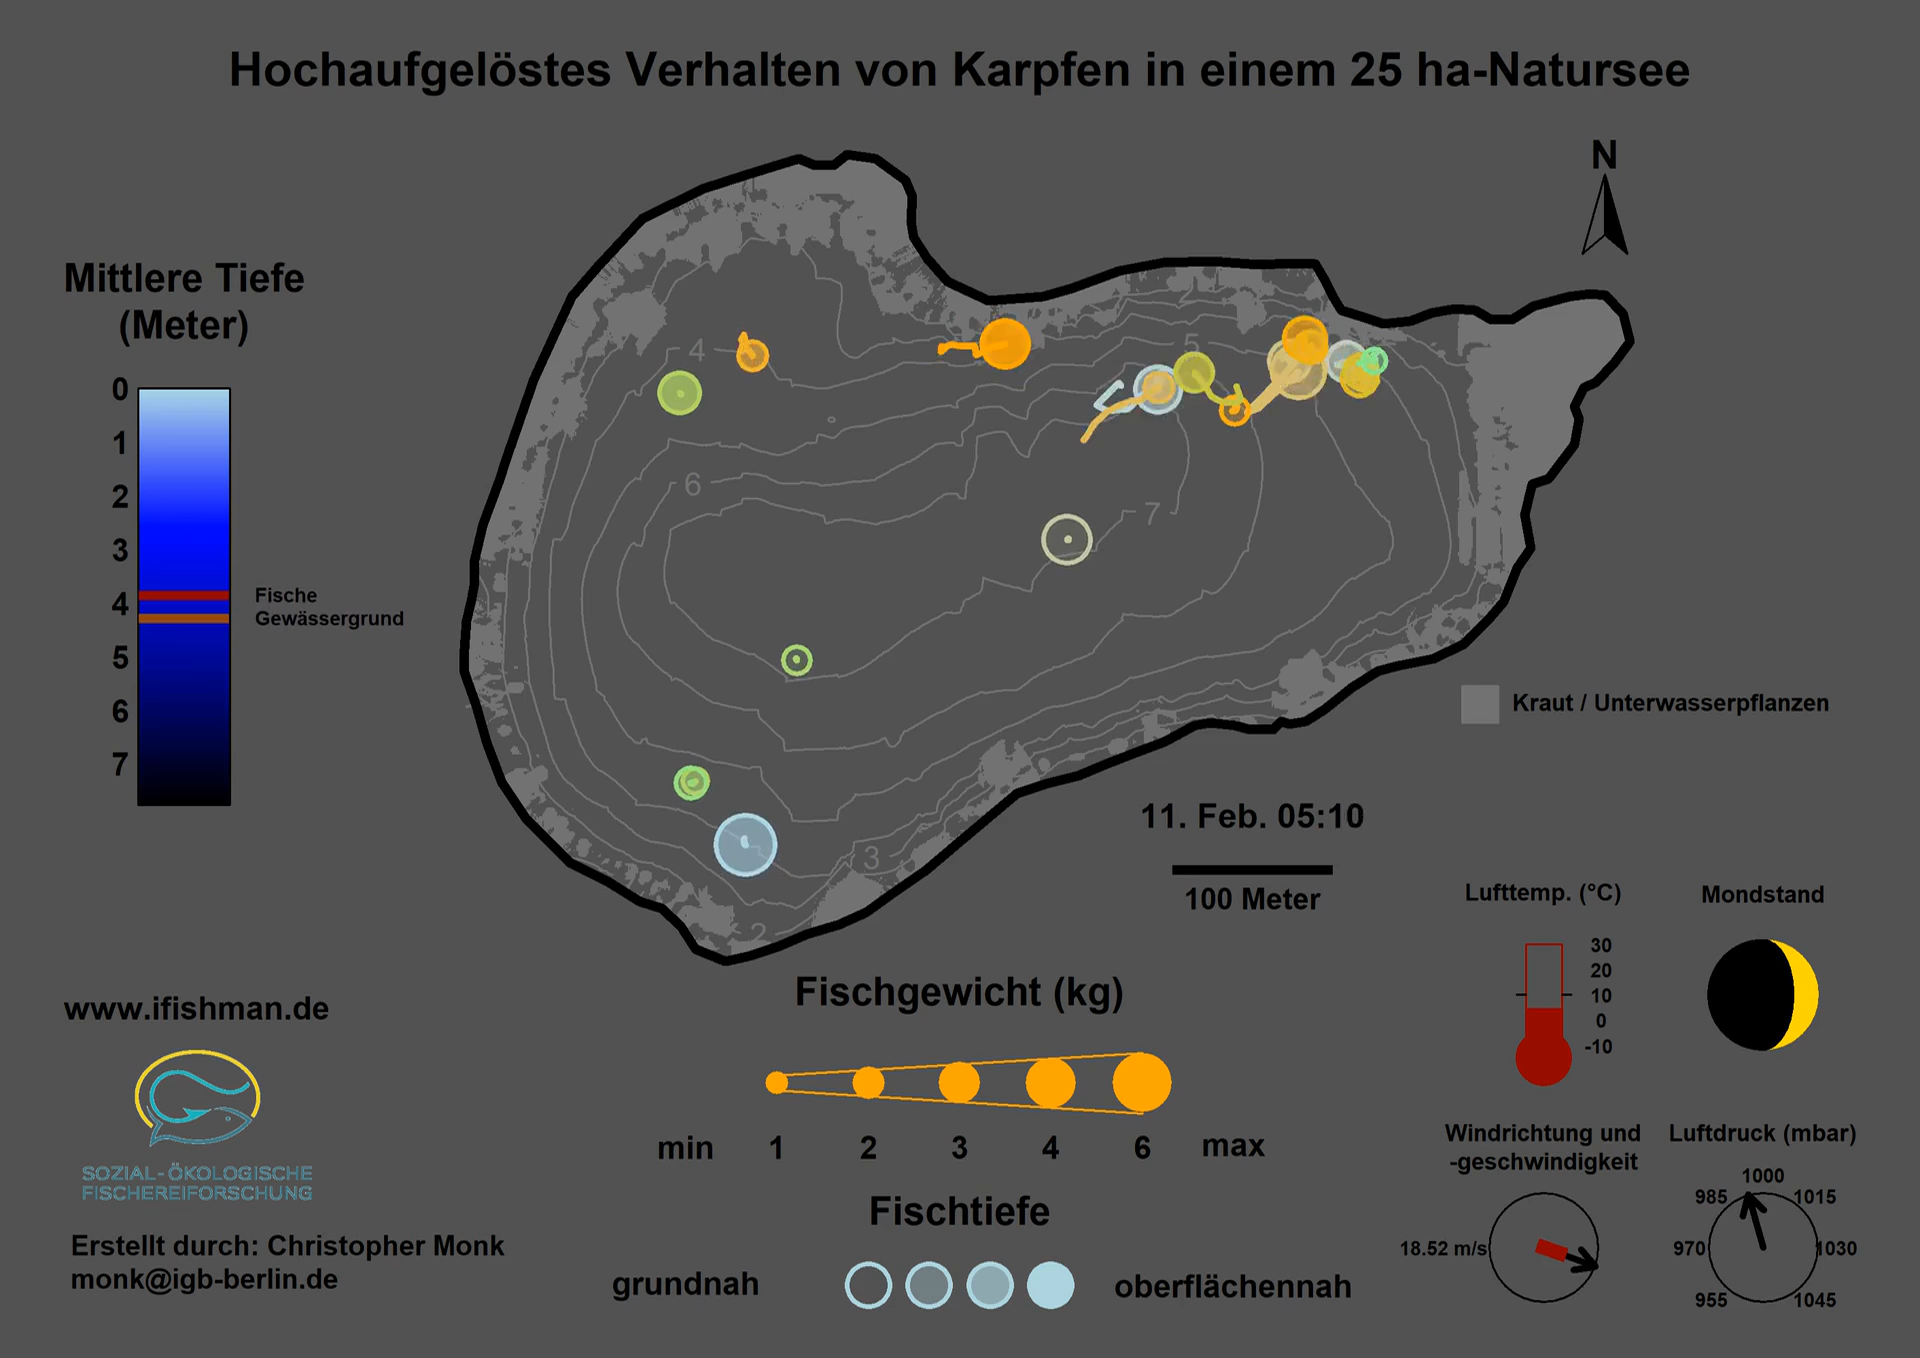 Hochaufgelöstes Verhalten von Karpfen in einem 25 ha-Natursee
N
Mittlere Tiefe
(Meter)
0
1
2
3
4
5
6
7
Fische
Gewässergrund
2
4
5
6
7
3
2
Kraut / Unterwasserpflanzen
11. Feb. 05:10
100 Meter
Lufttemp. (°C)
30
20
10
0
-10
Mondstand
www.ifishman.de
SOZIAL-ÖKOLOGISCHE
FISCHEREIFORSCHUNG
Erstellt durch: Christopher Monk
monk@igb-berlin.de
Fischgewicht (kg)
min 1 2 3 4 6 max
Fischtiefe
grundnah oberflächennah
Windrichtung und
-geschwindigkeit
18.52 m/s
Luftdruck (mbar)
1000
985 1015
970 1030
955 1045